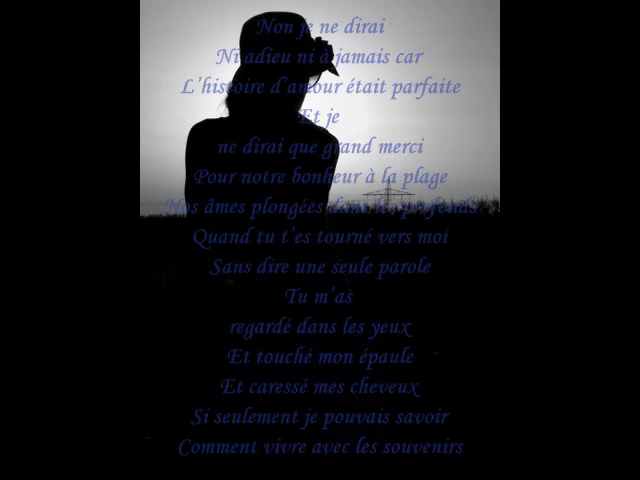 Non je ne dirai
Ni adieu ni à jamais car
L'histoire d'amour était parfaite
Et je
ne dirai que grand merci
Pour notre bonheur à la plage
Nos âmes plongées dans les profonds
Quand tu t'es tourné vers moi
Sans dire une seule parole
Tu m'as
regardé dans les yeux
Et touché mon épaule
Et caressé mes cheveux
Si seulement je pouvais savoir
Comment vivre avec les souvenirs